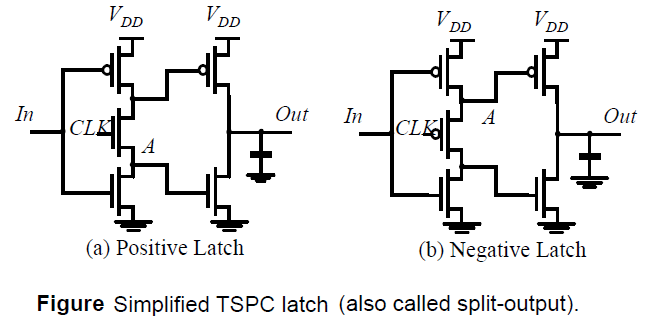 VDD VDD VDD VDD
In CLK A Out In CLK A Out
(a) Positive Latch (b) Negative Latch
Figure Simplified TSPC latch (also called split-output).